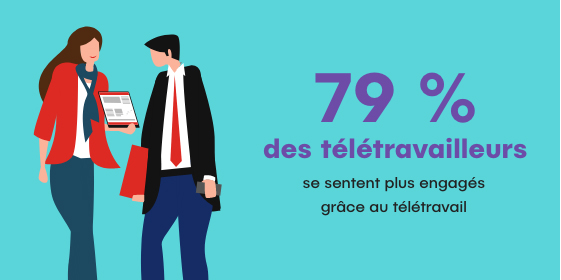 79 %
des télétravailleurs
se sentent plus engagés
grâce au télétravail